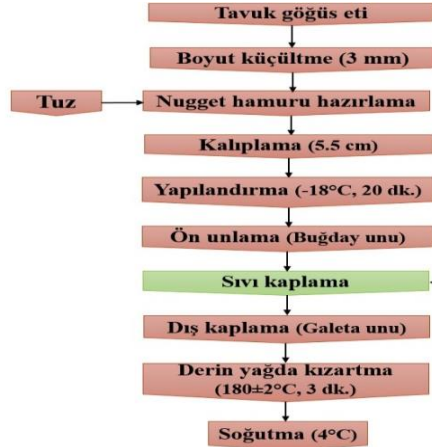 Tavuk göğüs eti
Boyut küçültme (3 mm)
Tuz
Nugget hamuru hazırlama
Kalıplama (5.5 cm)
Yapılandırma (-18°C, 20 dk.)
Ön unlama (Buğday unu)
Sıvı kaplama
Dış kaplama (Galeta unu)
Derin yağda kızartma
(180±2°C, 3 dk.)
Soğutma (4°C)